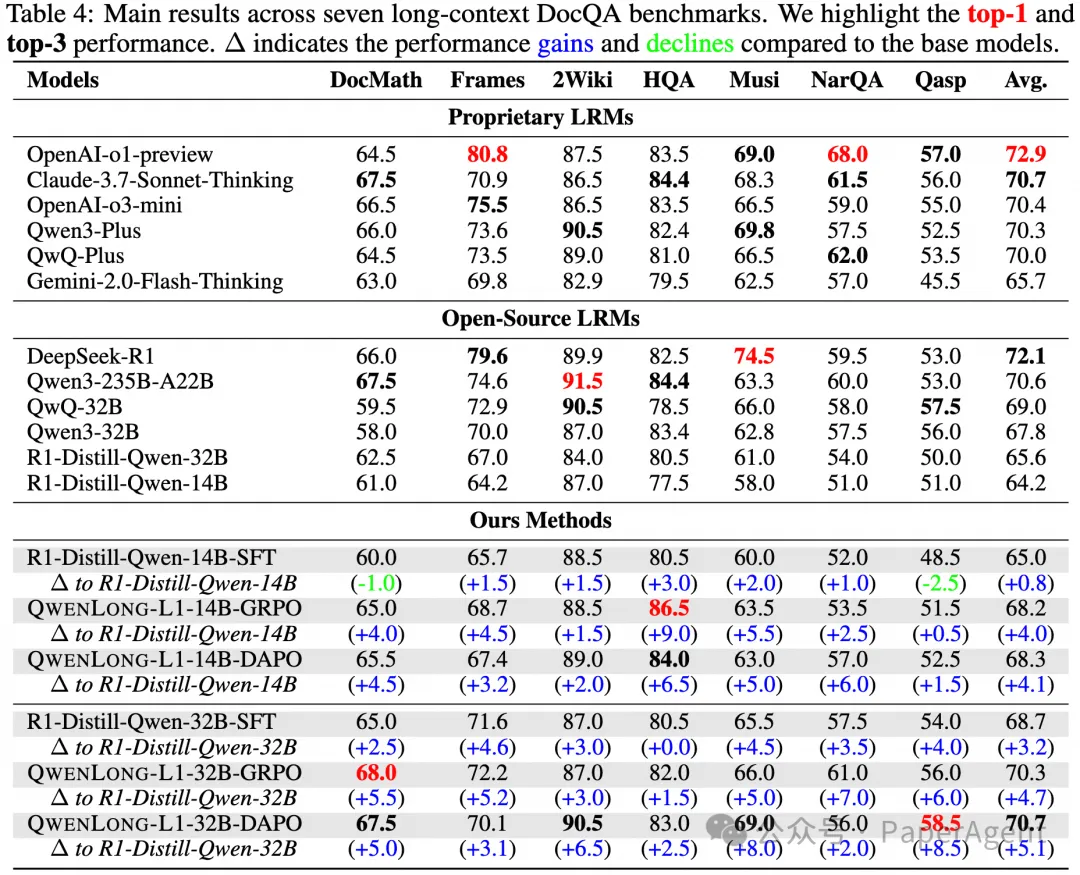 Table 4: Main results across seven long-context DocQA benchmarks. We highlight the top-1 and
top-3 performance. Δ indicates the performance gains and declines compared to the base models.
Models DocMath Frames 2Wiki HQA Musi NarQA Qasp Avg.
Proprietary LRMs
OpenAI-o1-preview 64.5 80.8 87.5 83.5 69.0 68.0 57.0 72.9
Claude-3.7-Sonnet-Thinking 67.5 70.9 86.5 84.4 68.3 61.5 56.0 70.7
OpenAI-o3-mini 66.5 75.5 86.5 83.5 66.5 59.0 55.0 70.4
Qwen3-Plus 66.0 73.6 90.5 82.4 69.8 57.5 52.5 70.3
QwQ-Plus 64.5 73.5 89.0 81.0 66.5 62.0 53.5 70.0
Gemini-2.0-Flash-Thinking 63.0 69.8 82.9 79.5 62.5 57.0 45.5 65.7
Open-Source LRMs
DeepSeek-R1 66.0 79.6 89.9 82.5 74.5 59.5 53.0 72.1
Qwen3-235B-A22B 67.5 74.6 91.5 84.4 63.3 60.0 53.0 70.6
QwQ-32B 59.5 72.9 90.5 78.5 66.0 58.0 57.5 69.0
Qwen3-32B 58.0 70.0 87.0 83.4 62.8 57.5 56.0 67.8
R1-Distill-Qwen-32B 62.5 67.0 84.0 80.5 61.0 54.0 50.0 65.6
R1-Distill-Qwen-14B 61.0 64.2 87.0 77.5 58.0 51.0 51.0 64.2
Ours Methods
R1-Distill-Qwen-14B-SFT 60.0 65.7 88.5 80.5 60.0 52.0 48.5 65.0
Δ to R1-Distill-Qwen-14B (-1.0) (+1.5) (+1.5) (+3.0) (+2.0) (+1.0) (-2.5) (+0.8)
QWENLONG-L1-14B-GRPO 65.0 68.7 88.5 86.5 63.5 53.5 51.5 68.2
Δ to R1-Distill-Qwen-14B (+4.0) (+4.5) (+1.5) (+9.0) (+5.5) (+2.5) (+0.5) (+4.0)
QWENLONG-L1-14B-DAPO 65.5 67.4 89.0 84.0 63.0 57.0 52.5 68.3
Δ to R1-Distill-Qwen-14B (+4.5) (+3.2) (+2.0) (+6.5) (+5.0) (+6.0) (+1.5) (+4.1)
R1-Distill-Qwen-32B-SFT 65.0 71.6 87.0 80.5 65.5 57.5 54.0 68.7
Δ to R1-Distill-Qwen-32B (+2.5) (+4.6) (+3.0) (+0.0) (+4.5) (+3.5) (+4.0) (+3.2)
QWENLONG-L1-32B-GRPO 68.0 72.2 87.0 82.0 66.0 61.0 56.0 70.3
Δ to R1-Distill-Qwen-32B (+5.5) (+5.2) (+3.0) (+1.5) (+5.0) (+7.0) (+6.0) (+4.7)
QWENLONG-L1-32B-DAPO 67.5 70.1 90.5 83.0 69.0 56.0 58.5 70.7
公众号 · PaperAgent
Δ to R1-Distill-Qwen-32B (+5.0) (+3.1) (+6.5) (+2.5) (+8.0) (+2.0) (+8.5) (+5.1)